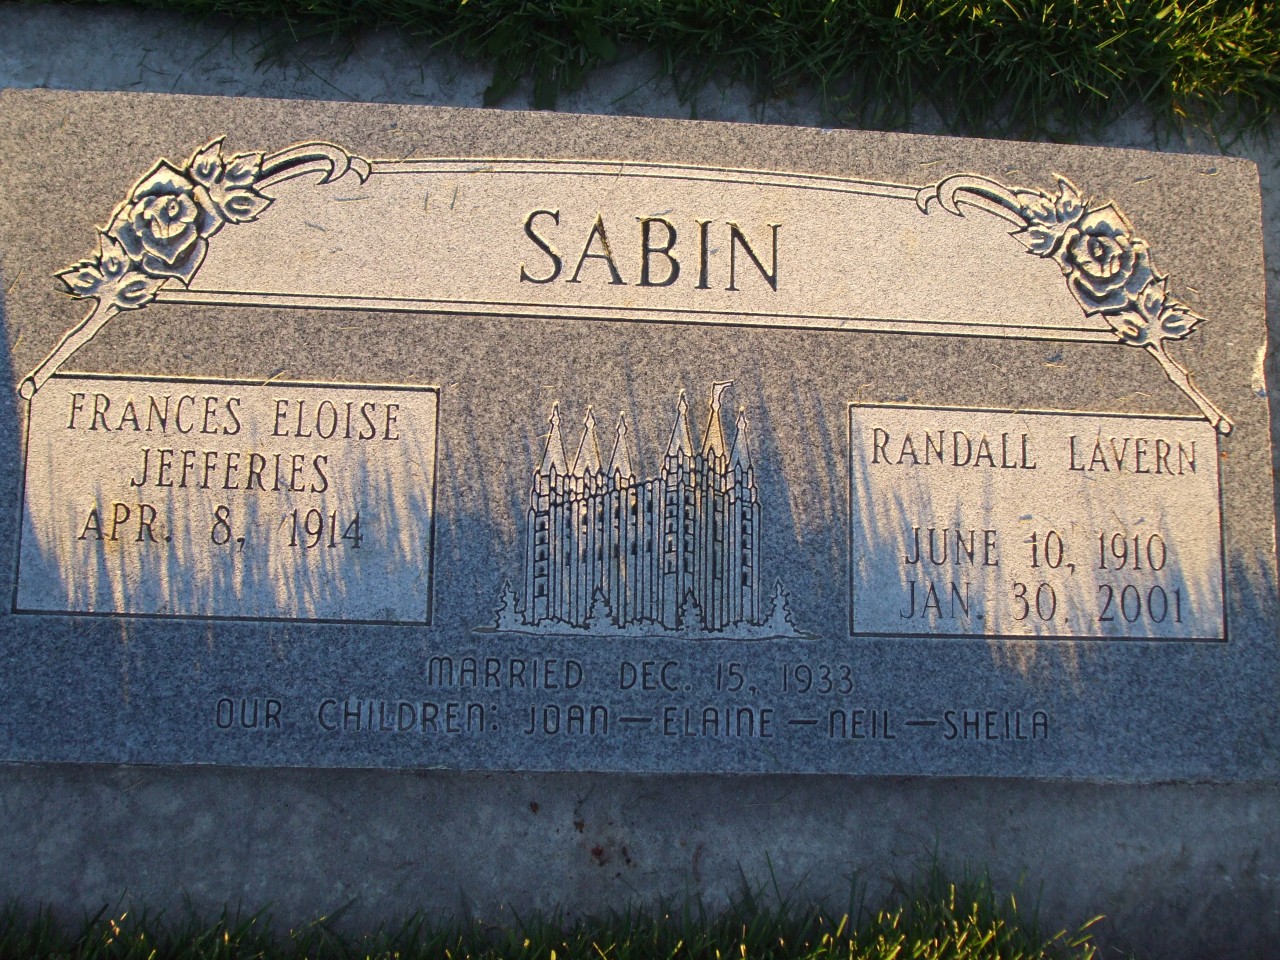 SABIN
FRANCES ELOISE
JEFFERIES
APR. 8, 1914
RANDALL LAVERN
JUNE 10, 1910
JAN. 30, 2001
MARRIED DEC. 15, 1933
OUR CHILDREN: JOAN — ELAINE — NEIL — SHEILA